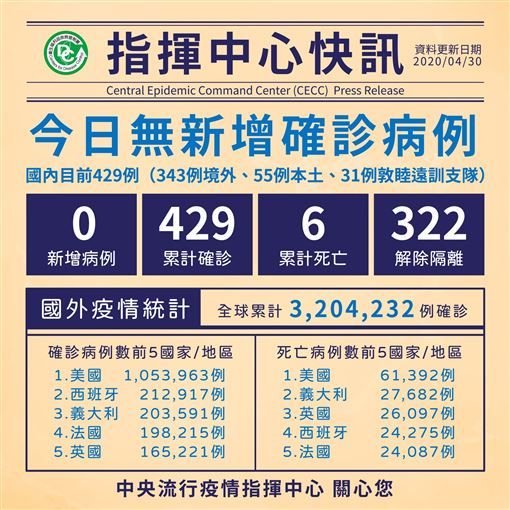 指揮中心快訊
資料更新日期
2020/04/30
Central Epidemic Command Center (CECC) Press Release
今日無新增確診病例
國內目前429例（343例境外、55例本土、31例敦睦遠訓支隊）
0
新增病例
429
累計確診
6
累計死亡
322
解除隔離
國外疫情統計
全球累計 3,204,232 例確診
確診病例數前5國家/地區
1.美國 1,053,963例
2.西班牙 212,917例
3.義大利 203,591例
4.法國 198,215例
5.英國 165,221例
死亡病例數前5國家/地區
1.美國 61,392例
2.義大利 27,682例
3.英國 26,097例
4.西班牙 24,275例
5.法國 24,087例
中央流行疫情指揮中心 關心您